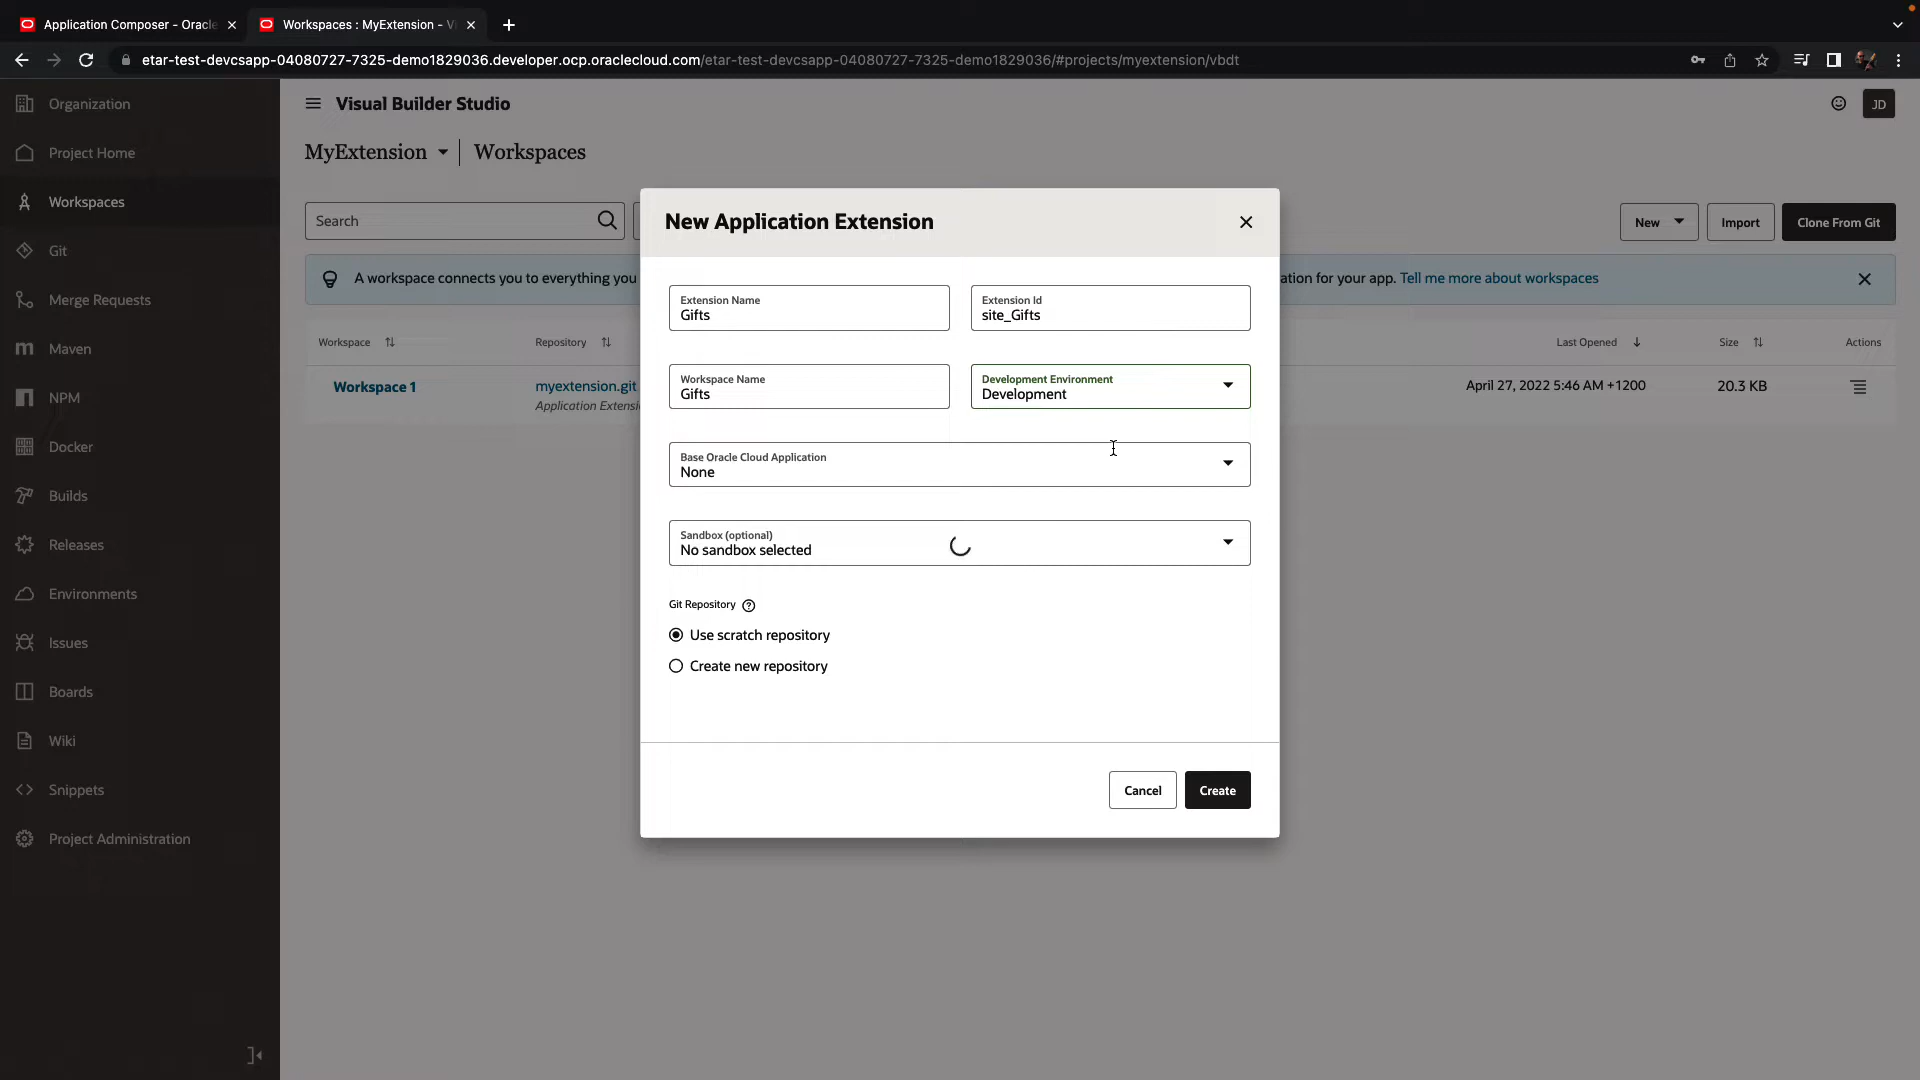 Application Composer - Oracle
Workspaces : MyExtension - Vi
etar-test-devcsapp-04080727-7325-demo1829036.developer.ocp.oraclecloud.com/etar-test-devcsapp-04080727-7325-demo1829036/#projects/myextension/vbdt
Organization
Project Home
Workspaces
Git
Merge Requests
Maven
NPM
Docker
Builds
Releases
Environments
Issues
Boards
Wiki
Snippets
Project Administration
Visual Builder Studio
JD
MyExtension
Workspaces
Search
New
Import
Clone From Git
A workspace connects you to everything you
ation for your app. Tell me more about workspaces
Workspace
Repository
Last Opened
Size
Actions
Workspace 1
myextension.git
Application Extensi
April 27, 2022 5:46 AM +1200
20.3 KB
New Application Extension
Extension Name
Gifts
Extension Id
site_Gifts
Workspace Name
Gifts
Development Environment
Development
Base Oracle Cloud Application
None
Sandbox (optional)
No sandbox selected
Git Repository
Use scratch repository
Create new repository
Cancel
Create